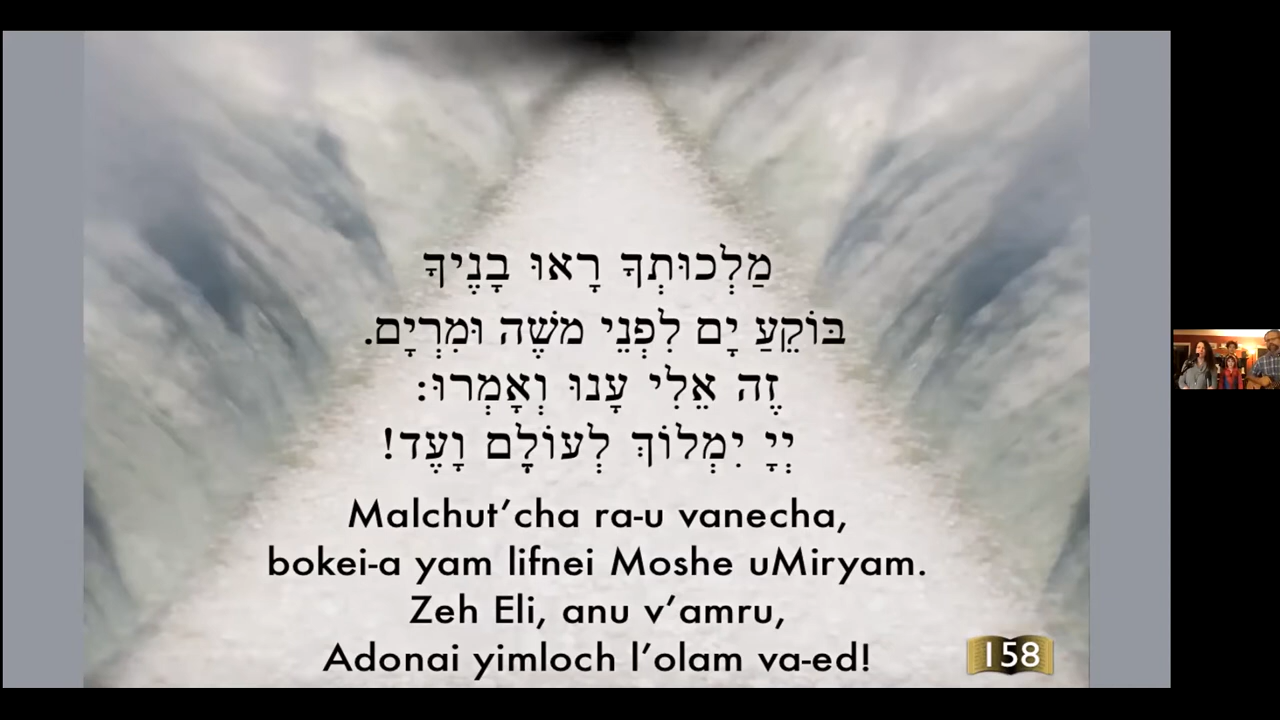 מַלְכוּתְךָ רָאוּ בָנֶיךָ
בּוֹקֵעַ יָם לִפְנֵי מֹשֶׁה וּמִרְיָם.
זֶה אֵלִי עָנוּ וְאָמְרוּ:
יְיָ יִמְלוֹךְ לְעוֹלָם וָעֶד!
Malchut’cha ra-u vanecha,
bokei-a yam lifnei Moshe uMiryam.
Zeh Eli, anu v’amru,
Adonai yimloch l’olam va-ed!
158